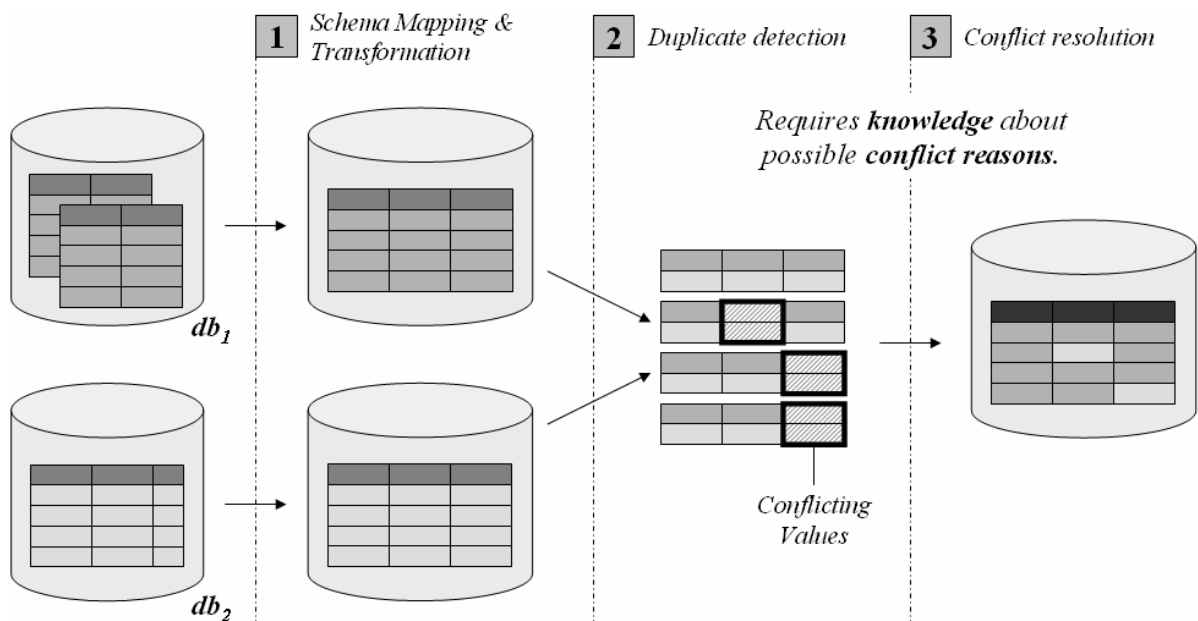 1 Schema Mapping &
Transformation
2 Duplicate detection
3 Conflict resolution
Requires knowledge about
possible conflict reasons.
db1
Conflicting
Values
db2